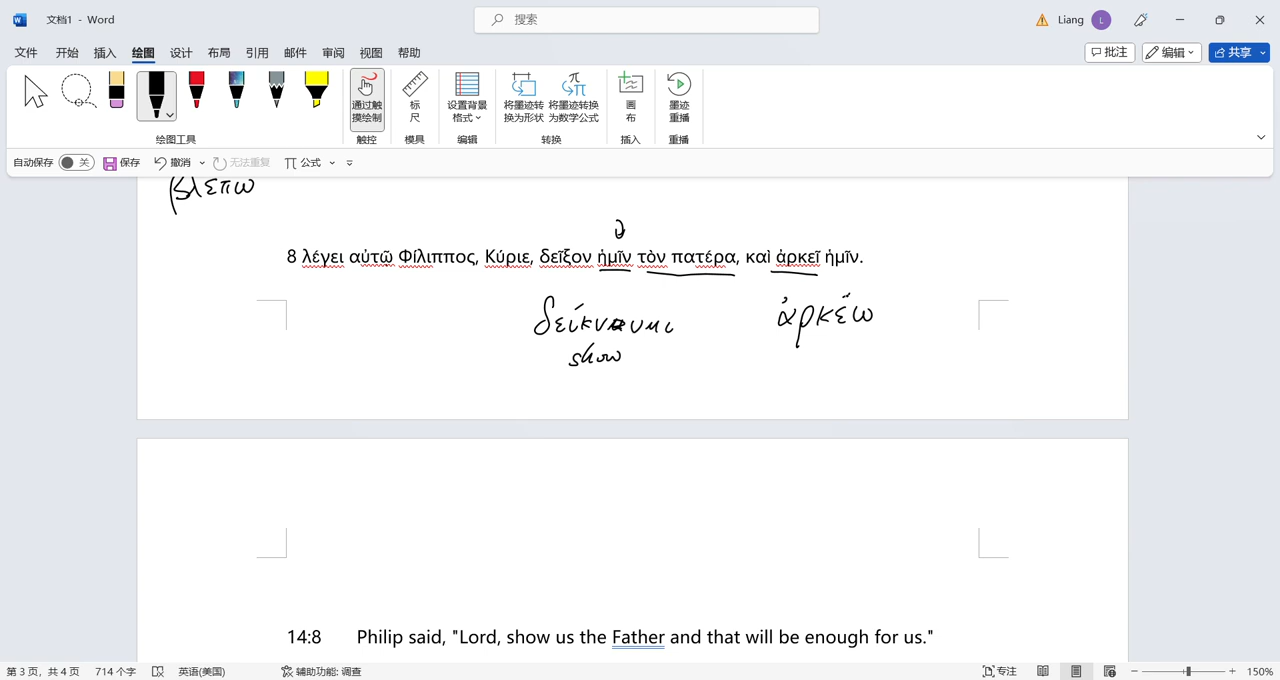 文档1 - Word
搜索
Liang
L
文件 开始 插入 绘图 设计 布局 引用 邮件 审阅 视图 帮助
批注 编辑 共享
通过触摸绘制 标尺 设置背景格式 将墨迹转换为形状 将墨迹转换为数学公式 画布 墨迹重播
绘图工具 触控 模具 编辑 转换 插入 重播
自动保存 关 保存 撤消 无法重复 公式
βλεπω
8 λέγει αὐτῷ Φίλιππος, Κύριε, δεῖξον ἡμῖν τὸν πατέρα, καὶ ἀρκεῖ ἡμῖν.
ἀρκέω
show
14:8 Philip said, "Lord, show us the Father and that will be enough for us."
第 3 页，共 4 页 714 个字 英语(美国) 辅助功能: 调查 专注 150%